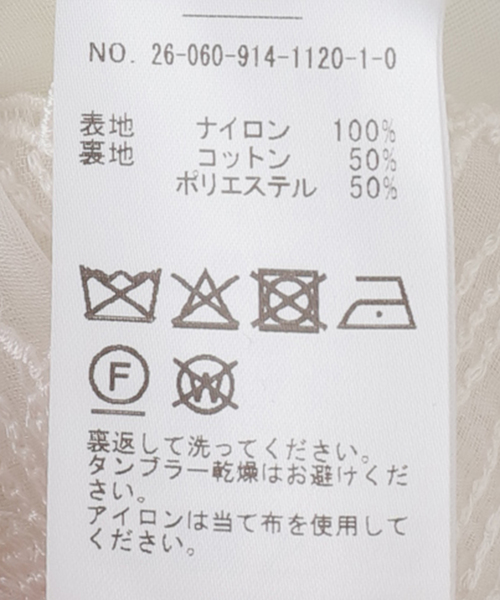 NO. 26-060-914-1120-1-0
表地 ナイロン 100%
裏地 コットン 50%
ポリエステル 50%
F W
裏返して洗ってください。
タンブラー乾燥はお避けくだ
さい。
アイロンは当て布を使用して
ください。